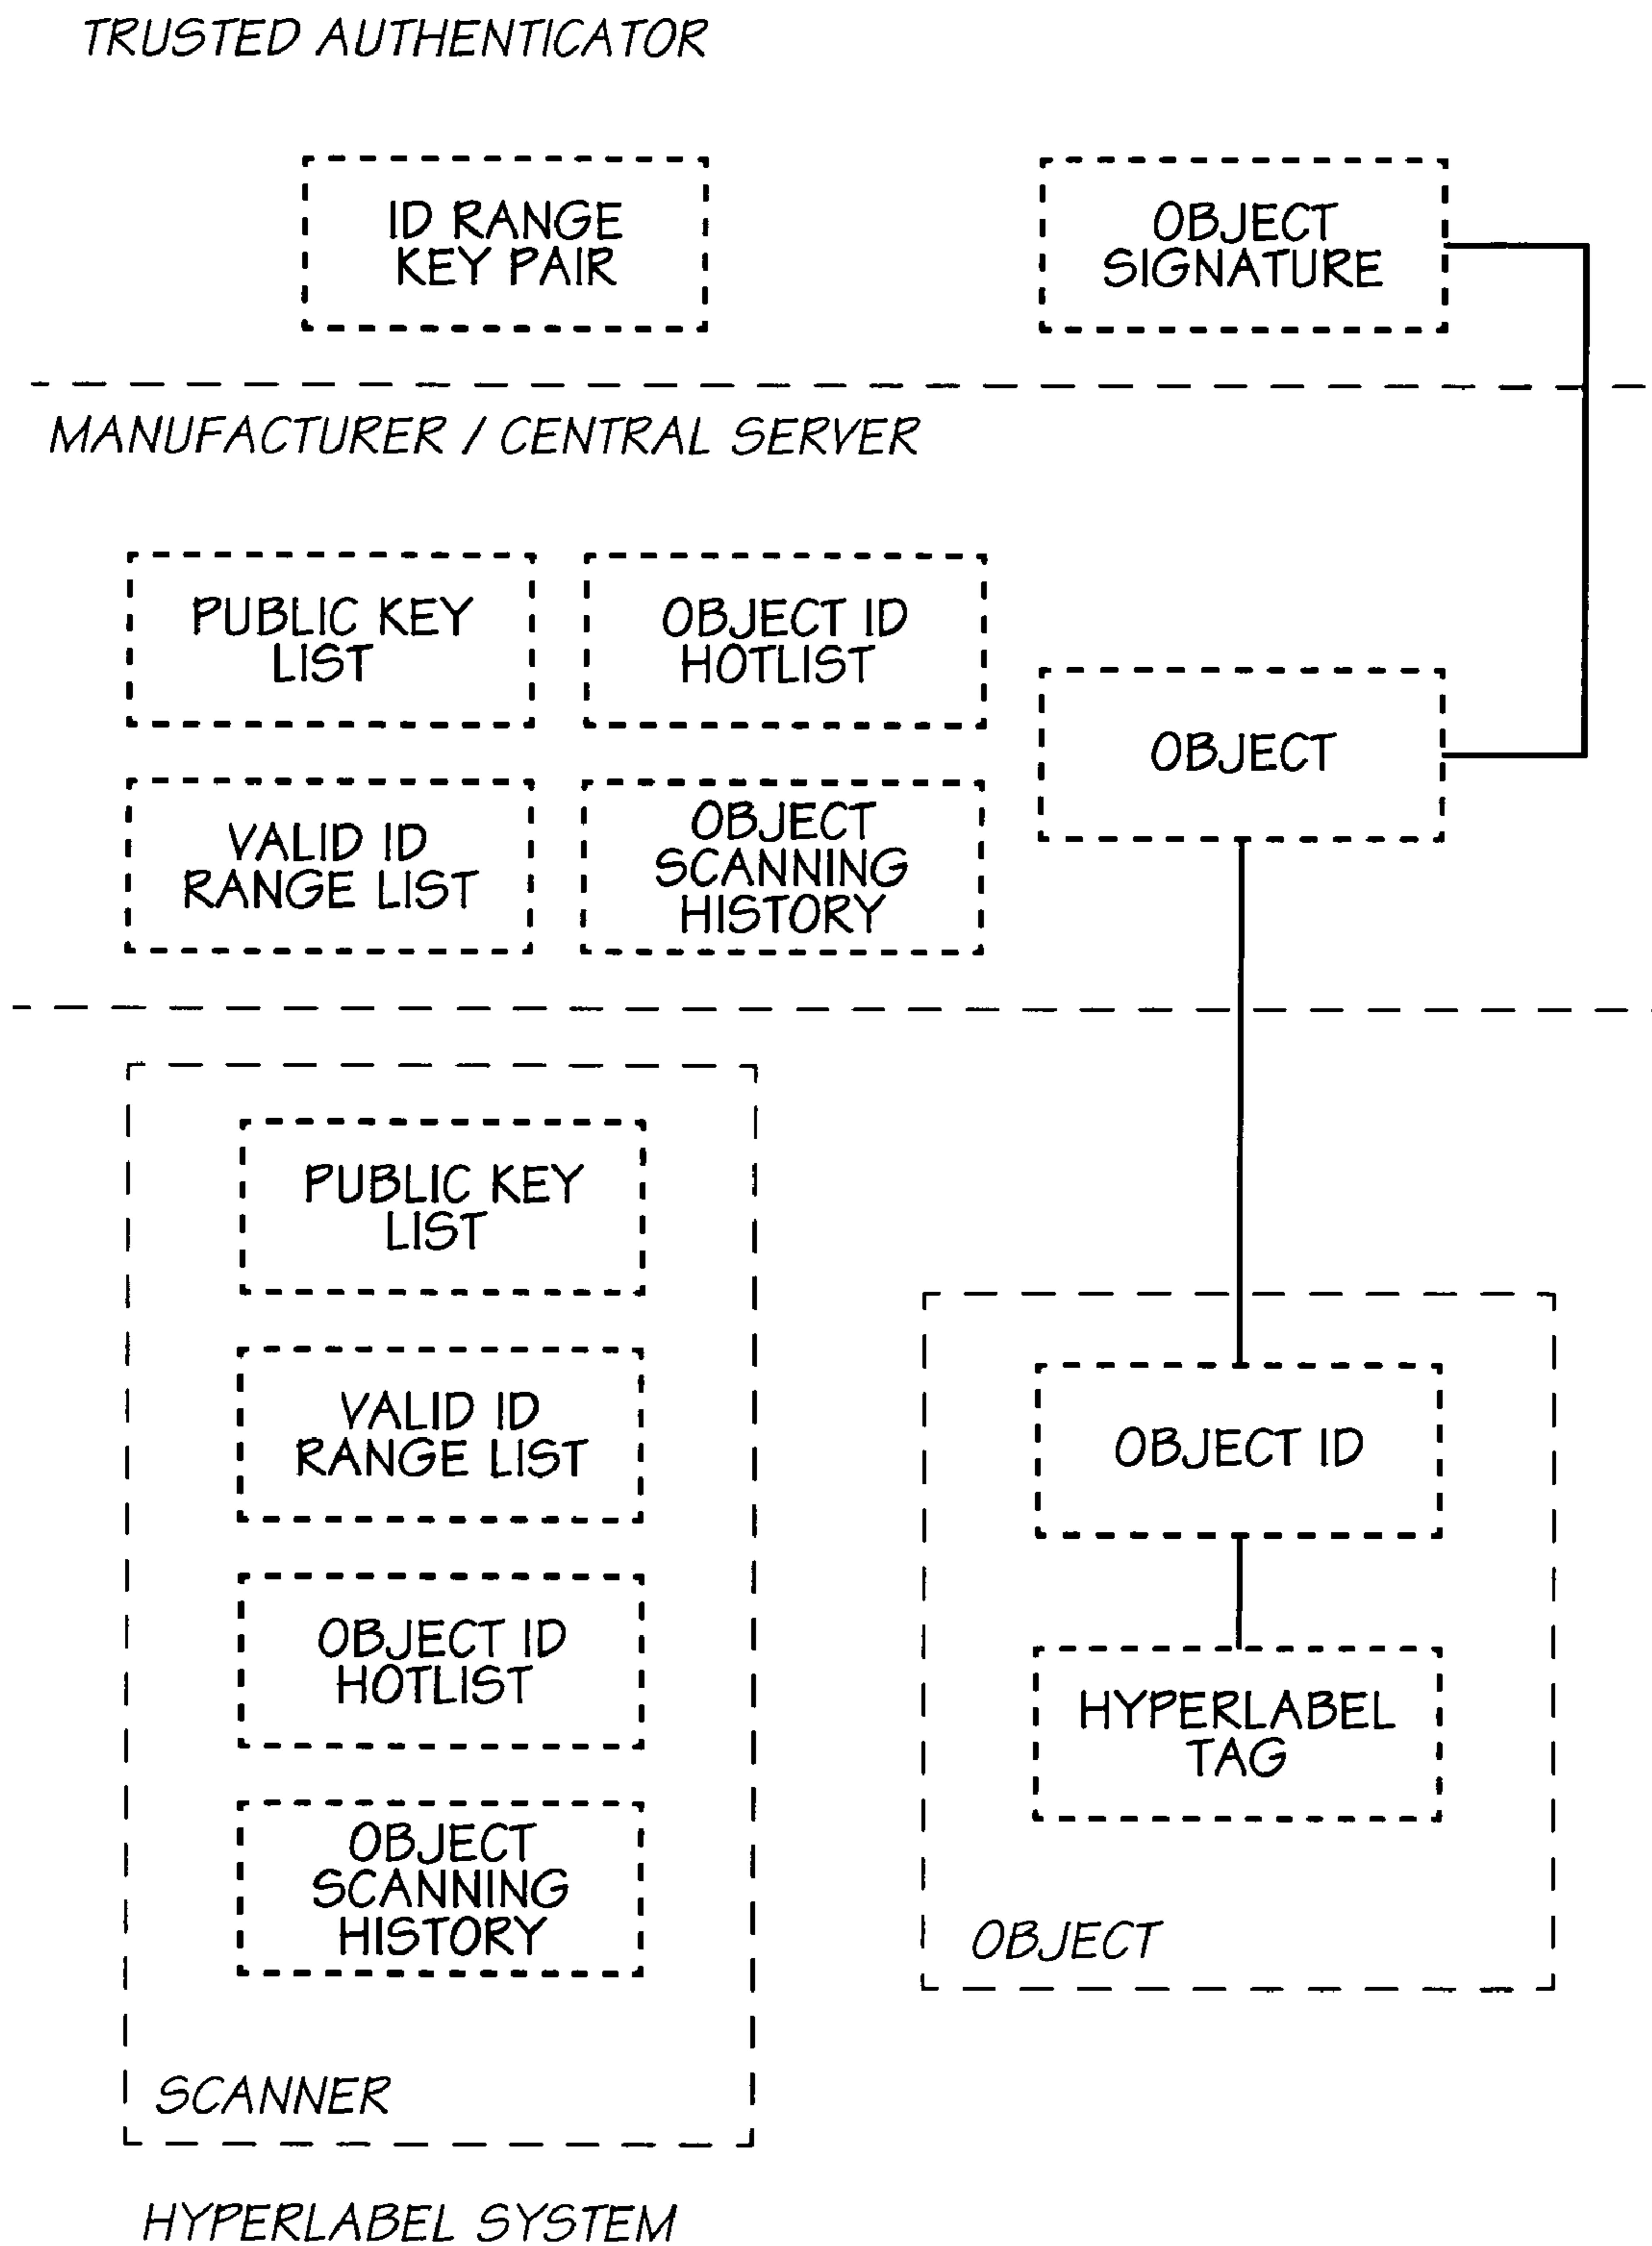 TRUSTED AUTHENTICATOR
ID RANGE
KEY PAIR
OBJECT
SIGNATURE
MANUFACTURER / CENTRAL SERVER
PUBLIC KEY
LIST
OBJECT ID
HOTLIST
OBJECT
VALID ID
RANGE LIST
OBJECT
SCANNING
HISTORY
PUBLIC KEY
LIST
VALID ID
RANGE LIST
OBJECT ID
HOTLIST
OBJECT
SCANNING
HISTORY
SCANNER
OBJECT ID
HYPERLABEL
TAG
OBJECT
HYPERLABEL SYSTEM